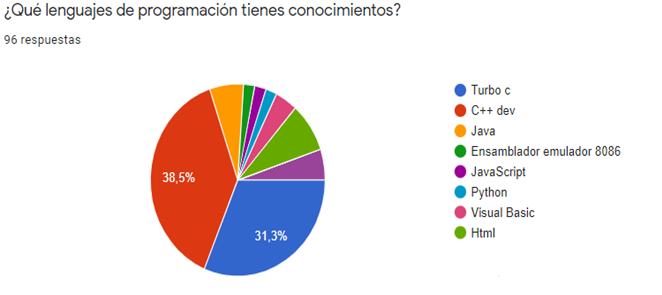 ¿Qué lenguajes de programación tienes conocimientos?
96 respuestas
38,5%
31,3%
Turbo c
C++ dev
Java
Ensamblador emulador 8086
JavaScript
Python
Visual Basic
Html